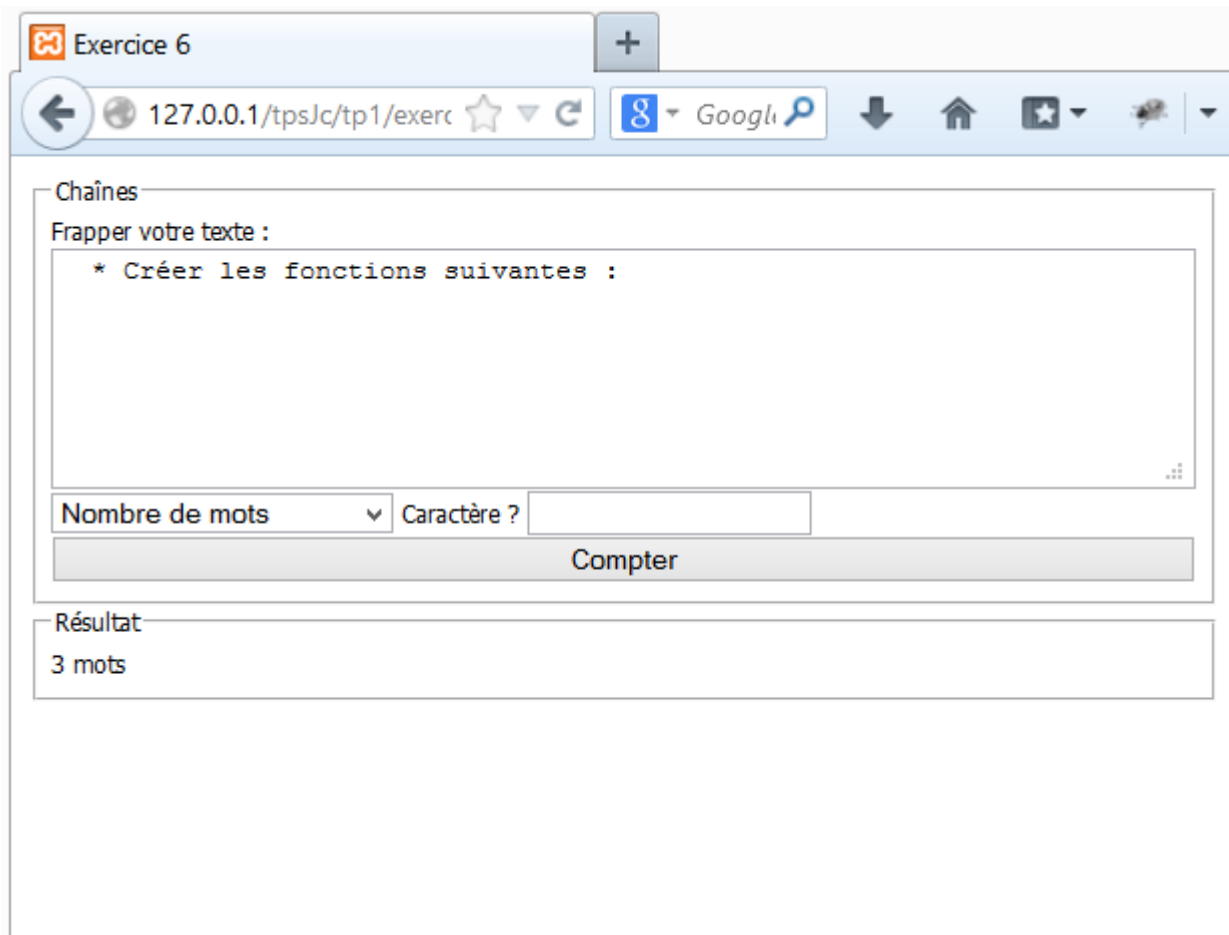 Exercice 6
127.0.0.1/tpsJc/tp1/exerc
Google
Chaînes
Frapper votre texte :
* Créer les fonctions suivantes :
Nombre de mots Caractère ?
Compter
Résultat
3 mots